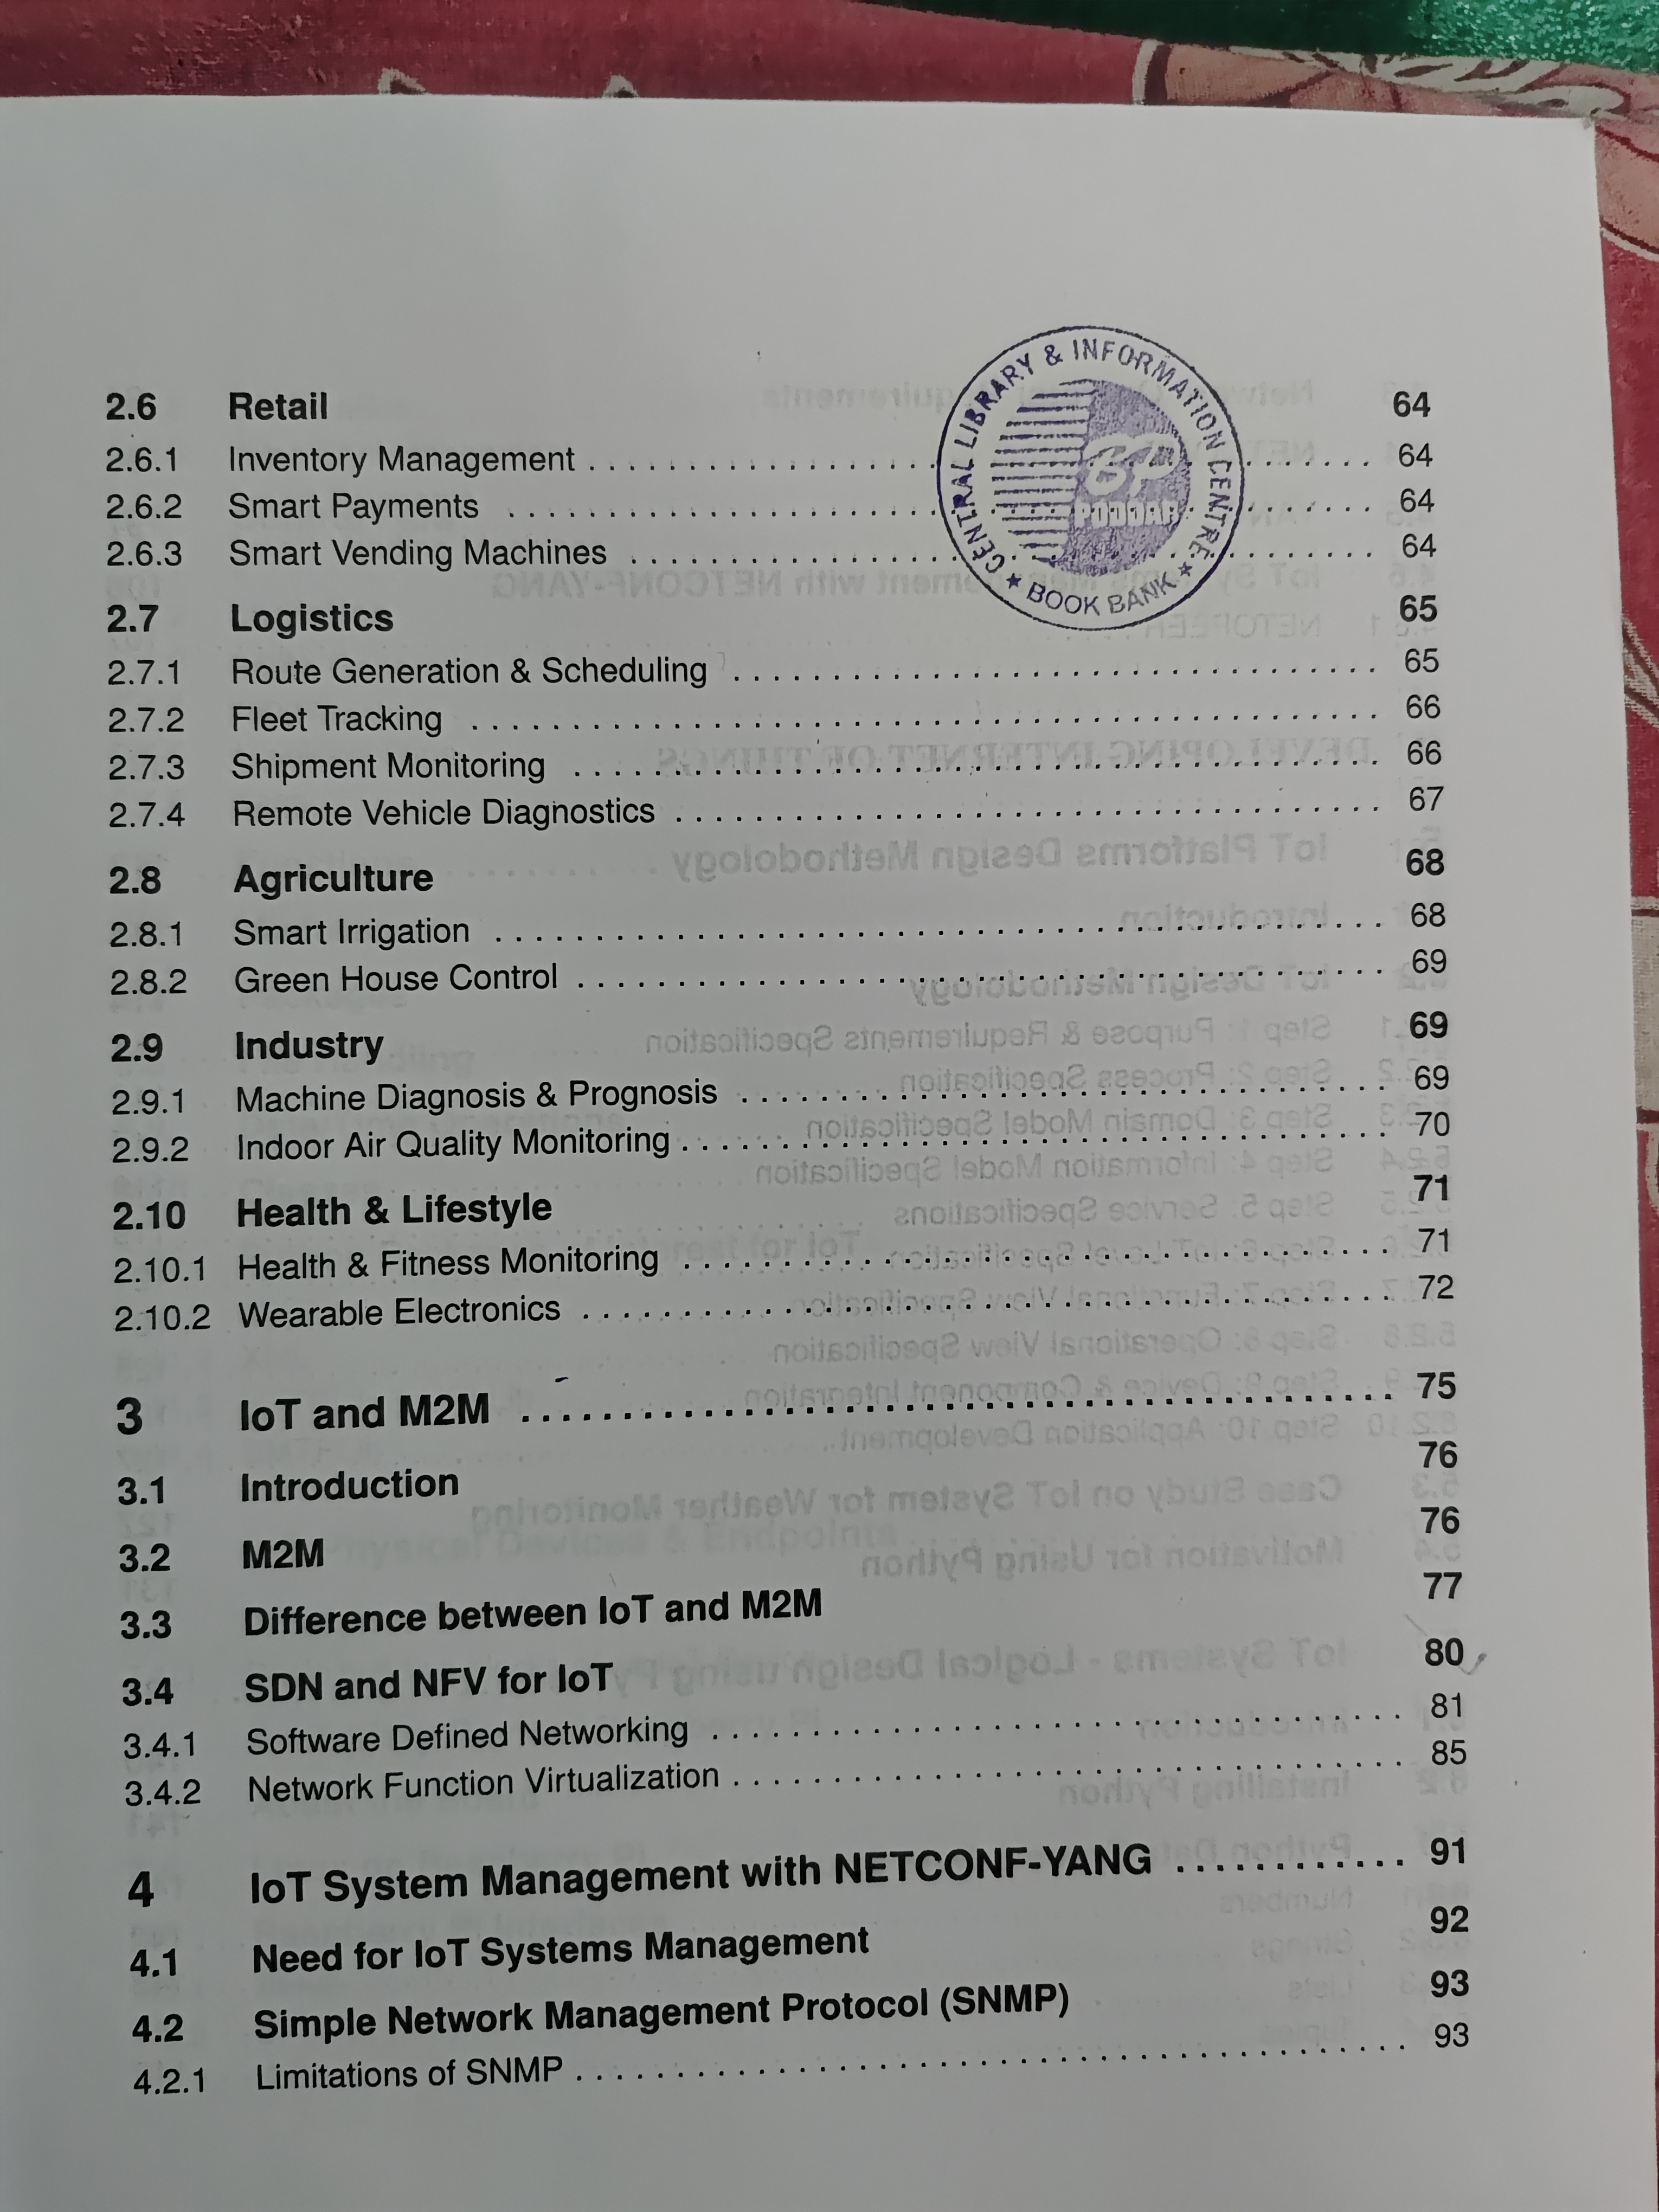 2.6 Retail 64
2.6.1 Inventory Management . . . . . . . . . . . . . . . . . . . . . . . . 64
2.6.2 Smart Payments . . . . . . . . . . . . . . . . . . . . . . . . 64
2.6.3 Smart Vending Machines . . . . . . . . . . . . . . . . . . . . . . . . 64
CENTRAL LIBRARY & INFORMATION CENTRE
PODDAR
★ BOOK BANK ★
2.7 Logistics 65
2.7.1 Route Generation & Scheduling . . . . . . . . . . . . . . . . . . . . . . . . 65
2.7.2 Fleet Tracking . . . . . . . . . . . . . . . . . . . . . . . . 66
2.7.3 Shipment Monitoring . . . . . . . . . . . . . . . . . . . . . . . . 66
2.7.4 Remote Vehicle Diagnostics . . . . . . . . . . . . . . . . . . . . . . . . 67
2.8 Agriculture 68
2.8.1 Smart Irrigation . . . . . . . . . . . . . . . . . . . . . . . . 68
2.8.2 Green House Control . . . . . . . . . . . . . . . . . . . . . . . . 69
2.9 Industry 69
2.9.1 Machine Diagnosis & Prognosis . . . . . . . . . . . . . . . . . . . . . . . . 69
2.9.2 Indoor Air Quality Monitoring . . . . . . . . . . . . . . . . . . . . . . . . 70
2.10 Health & Lifestyle 71
2.10.1 Health & Fitness Monitoring . . . . . . . . . . . . . . . . . . . . . . . . 71
2.10.2 Wearable Electronics . . . . . . . . . . . . . . . . . . . . . . . . 72
3 IoT and M2M . . . . . . . . . . . . . . . . . . . . . . . . 75
3.1 Introduction 76
3.2 M2M 76
3.3 Difference between IoT and M2M 77
3.4 SDN and NFV for IoT 80
3.4.1 Software Defined Networking . . . . . . . . . . . . . . . . . . . . . . . . 81
3.4.2 Network Function Virtualization . . . . . . . . . . . . . . . . . . . . . . . . 85
4 IoT System Management with NETCONF-YANG . . . . . . . . . . . . 91
4.1 Need for IoT Systems Management 92
4.2 Simple Network Management Protocol (SNMP) 93
4.2.1 Limitations of SNMP . . . . . . . . . . . . . . . . . . . . . . . . 93